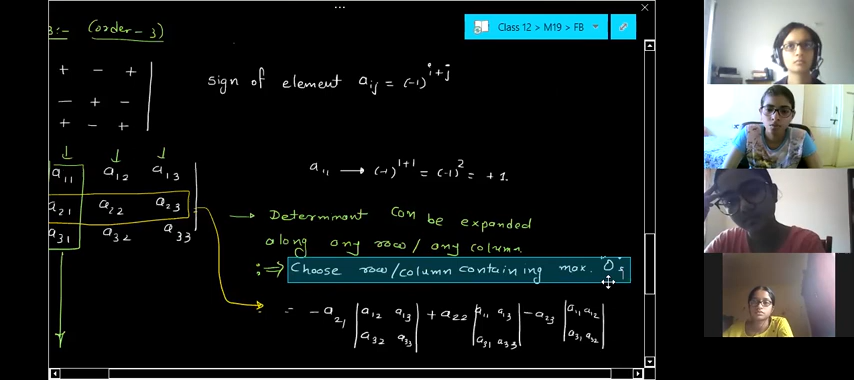 3:- (order - 3)
Class 12 > M19 > FB
+ - +
- + -
+ - +
sign of element aij = (-1)^i+j
a11 a12 a13
a21 a22 a23
a31 a32 a33
a11 → (-1)^1+1 = (-1)^2 = +1.
→ Determinant can be expanded
along any row/any column
:⇒ Choose row/column containing max. '0's
= -a21 |a12 a13| + a22 |a11 a13| - a23 |a11 a12|
|a32 a33| |a31 a33| |a31 a32|